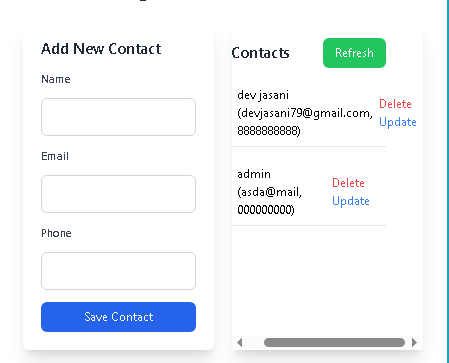 Add New Contact
Name
Email
Phone
Save Contact
Contacts
Refresh
dev jasani
(devjasani79@gmail.com,
8888888888)
Delete
Update
admin
(asda@mail,
000000000)
Delete
Update